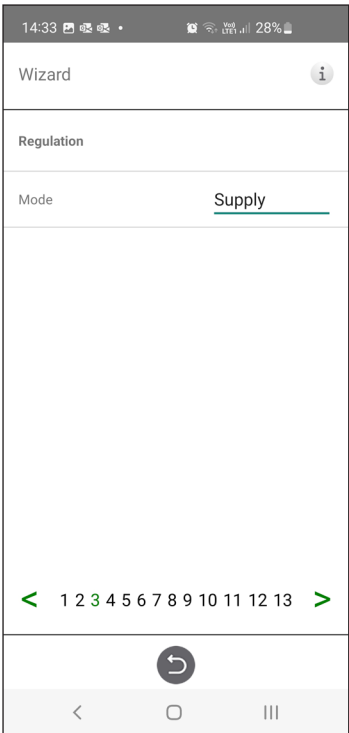 14:33 28%
Wizard i
Regulation
Mode Supply
< 1 2 3 4 5 6 7 8 9 10 11 12 13 >